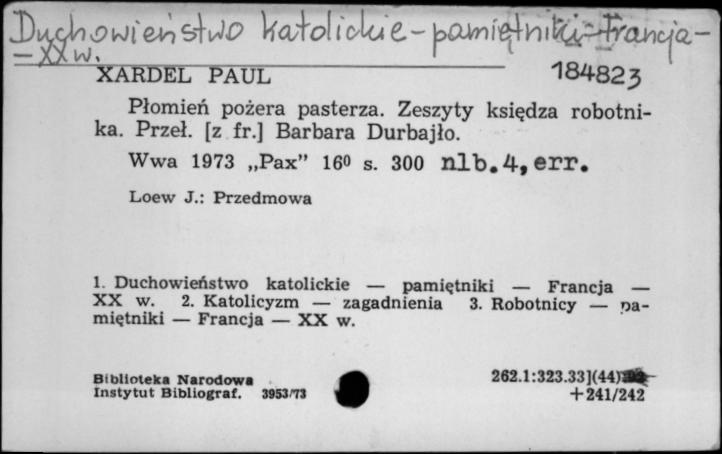 Duchowieństwo katolickie - pamiętniki - Francja -
- XX w.
XARDEL PAUL 184823
Płomień pożera pasterza. Zeszyty księdza robotni-
ka. Przeł. [z fr.] Barbara Durbajło.
Wwa 1973 „Pax” 16⁰ s. 300 nlb.4, err.
Loew J.: Przedmowa
1. Duchowieństwo katolickie — pamiętniki — Francja —
XX w. 2. Katolicyzm — zagadnienia 3. Robotnicy — pa-
miętniki — Francja — XX w.
Biblioteka Narodowa 262.1:323.33](44)
Instytut Bibliograf. 3953/73 +241/242